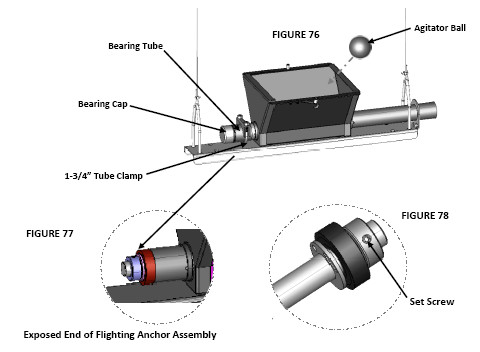 FIGURE 76
Agitator Ball
Bearing Tube
Bearing Cap
1-3/4" Tube Clamp
FIGURE 77
FIGURE 78
Set Screw
Exposed End of Flighting Anchor Assembly